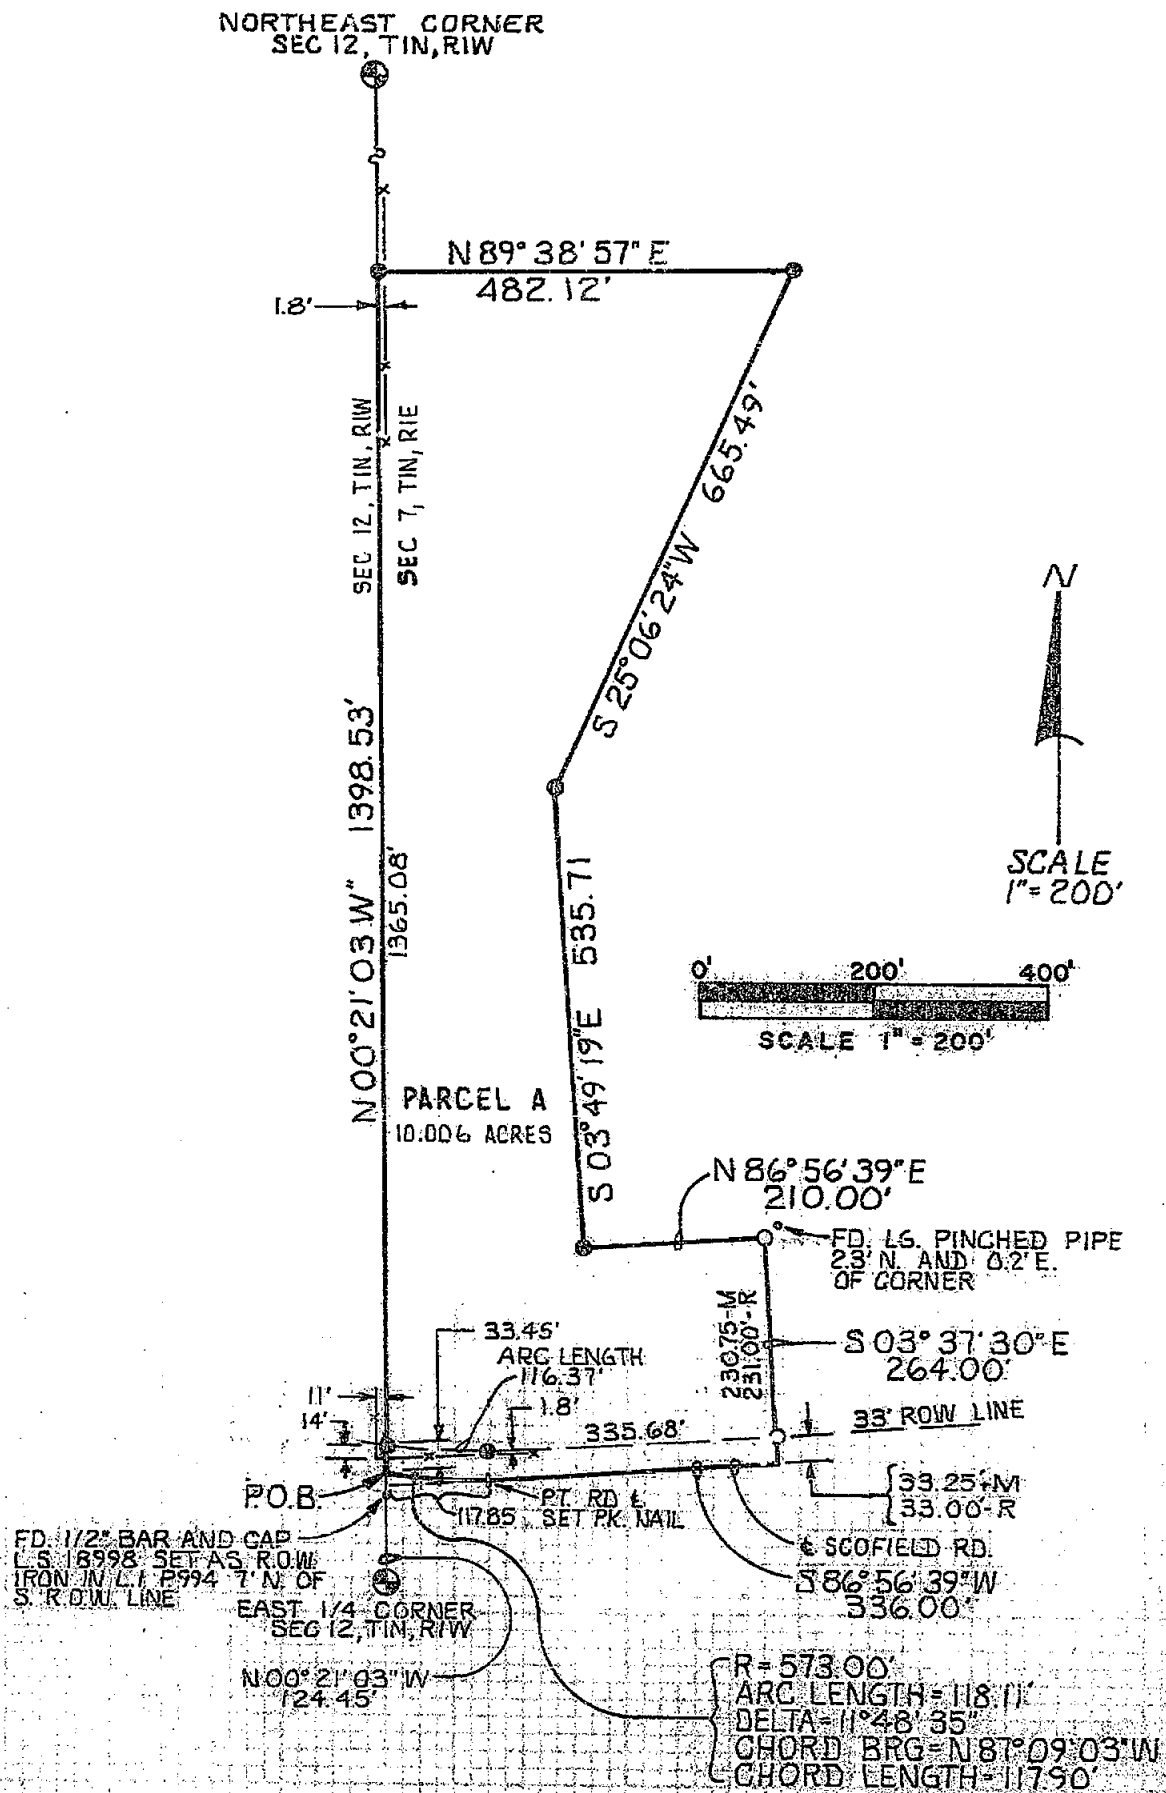 NORTHEAST CORNER
SEC 12, T1N, R1W
N 89° 38' 57" E
482.12'
1.8'
SEC 12, T1N, R1W
SEC 7, T1N, R1E
665.49'
S 25° 06' 24" W
N
SCALE
1" = 200'
N 00° 21' 03 W" 1398.53'
1365.08'
S 03° 49' 19" E 535.71
0' 200' 400'
SCALE 1" = 200'
PARCEL A
10.006 ACRES
N 86° 56' 39" E
210.00'
FD. LG. PINCHED PIPE
2.3' N. AND 0.2' E.
OF CORNER
230.75-M
231.00'-R
S 03° 37' 30" E
264.00'
33.45'
ARC LENGTH
116.37'
11'
14'
1.8'
335.68'
33' ROW LINE
P.O.B.
117.85
PT. RD ℄
SET P.K. NAIL
33.25'-M
33.00'-R
℄ SCOFIELD RD.
S 86° 56' 39" W
336.00'
FD. 1/2" BAR AND CAP
L.S. 18998 SET AS R.O.W.
IRON IN L.1 P994 7' N. OF
S. R.O.W. LINE
EAST 1/4 CORNER
SEC 12, T1N, R1W
N 00° 21' 03" W
124.45'
R = 573.00'
ARC LENGTH = 118.11'
DELTA = 11° 48' 35"
CHORD BRG = N 87° 09' 03" W
CHORD LENGTH = 117.90'